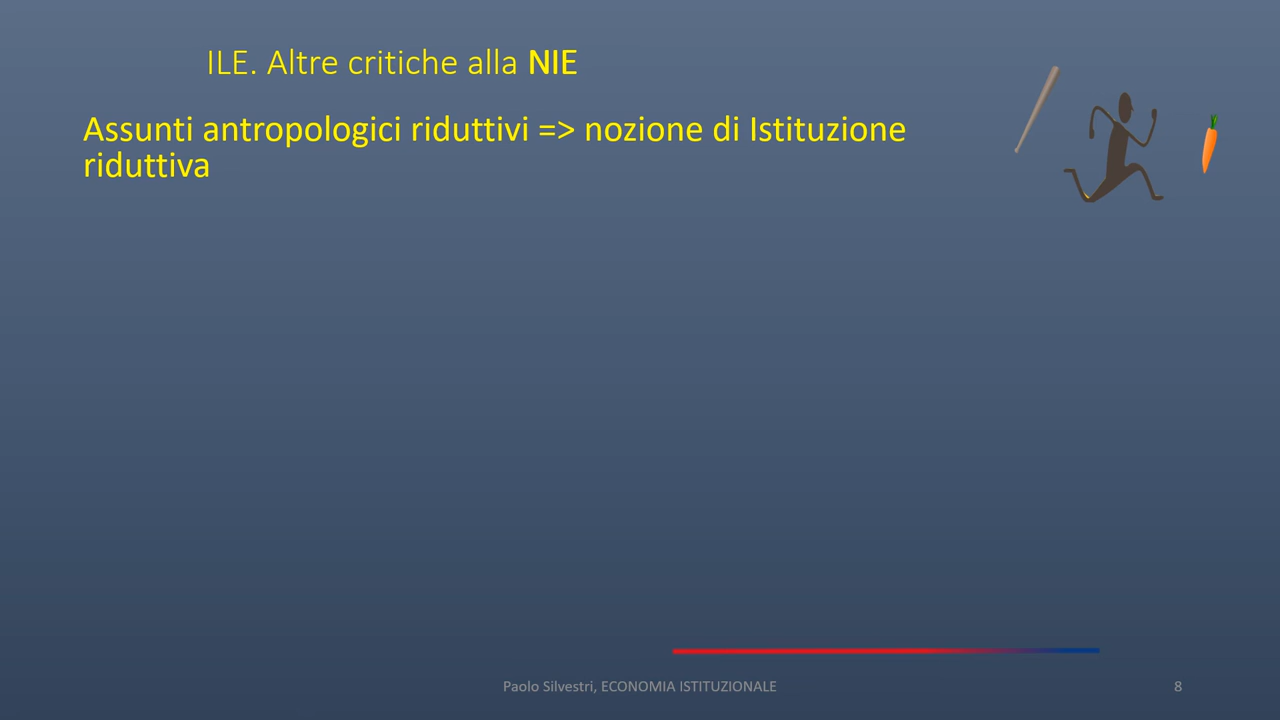 ILE. Altre critiche alla NIE
Assunti antropologici riduttivi => nozione di Istituzione
riduttiva
Paolo Silvestri, ECONOMIA ISTITUZIONALE
8